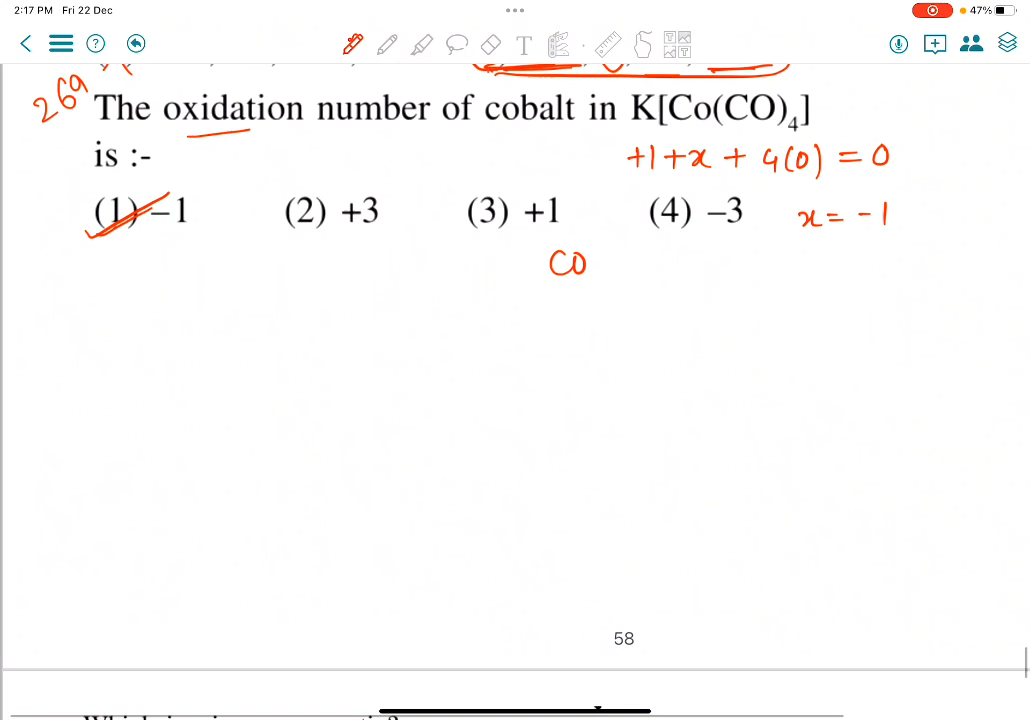 2:17 PM Fri 22 Dec
47%
T
269 The oxidation number of cobalt in K[Co(CO)₄]
is :-
+1+x + 4(0) = 0
(1) –1 (2) +3 (3) +1 (4) –3
x = -1
CO
58